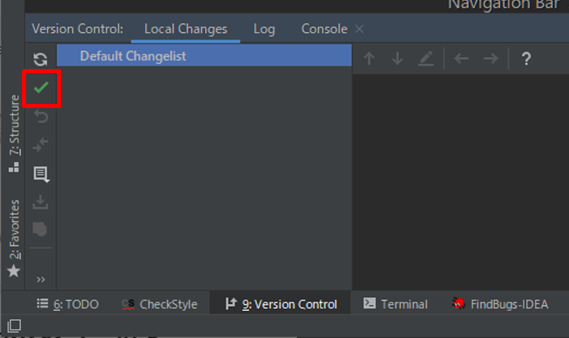 Navigation Bar
Version Control: Local Changes Log Console
Default Changelist
?
7: Structure
2: Favorites
»
6: TODO CS CheckStyle 9: Version Control Terminal FindBugs-IDEA